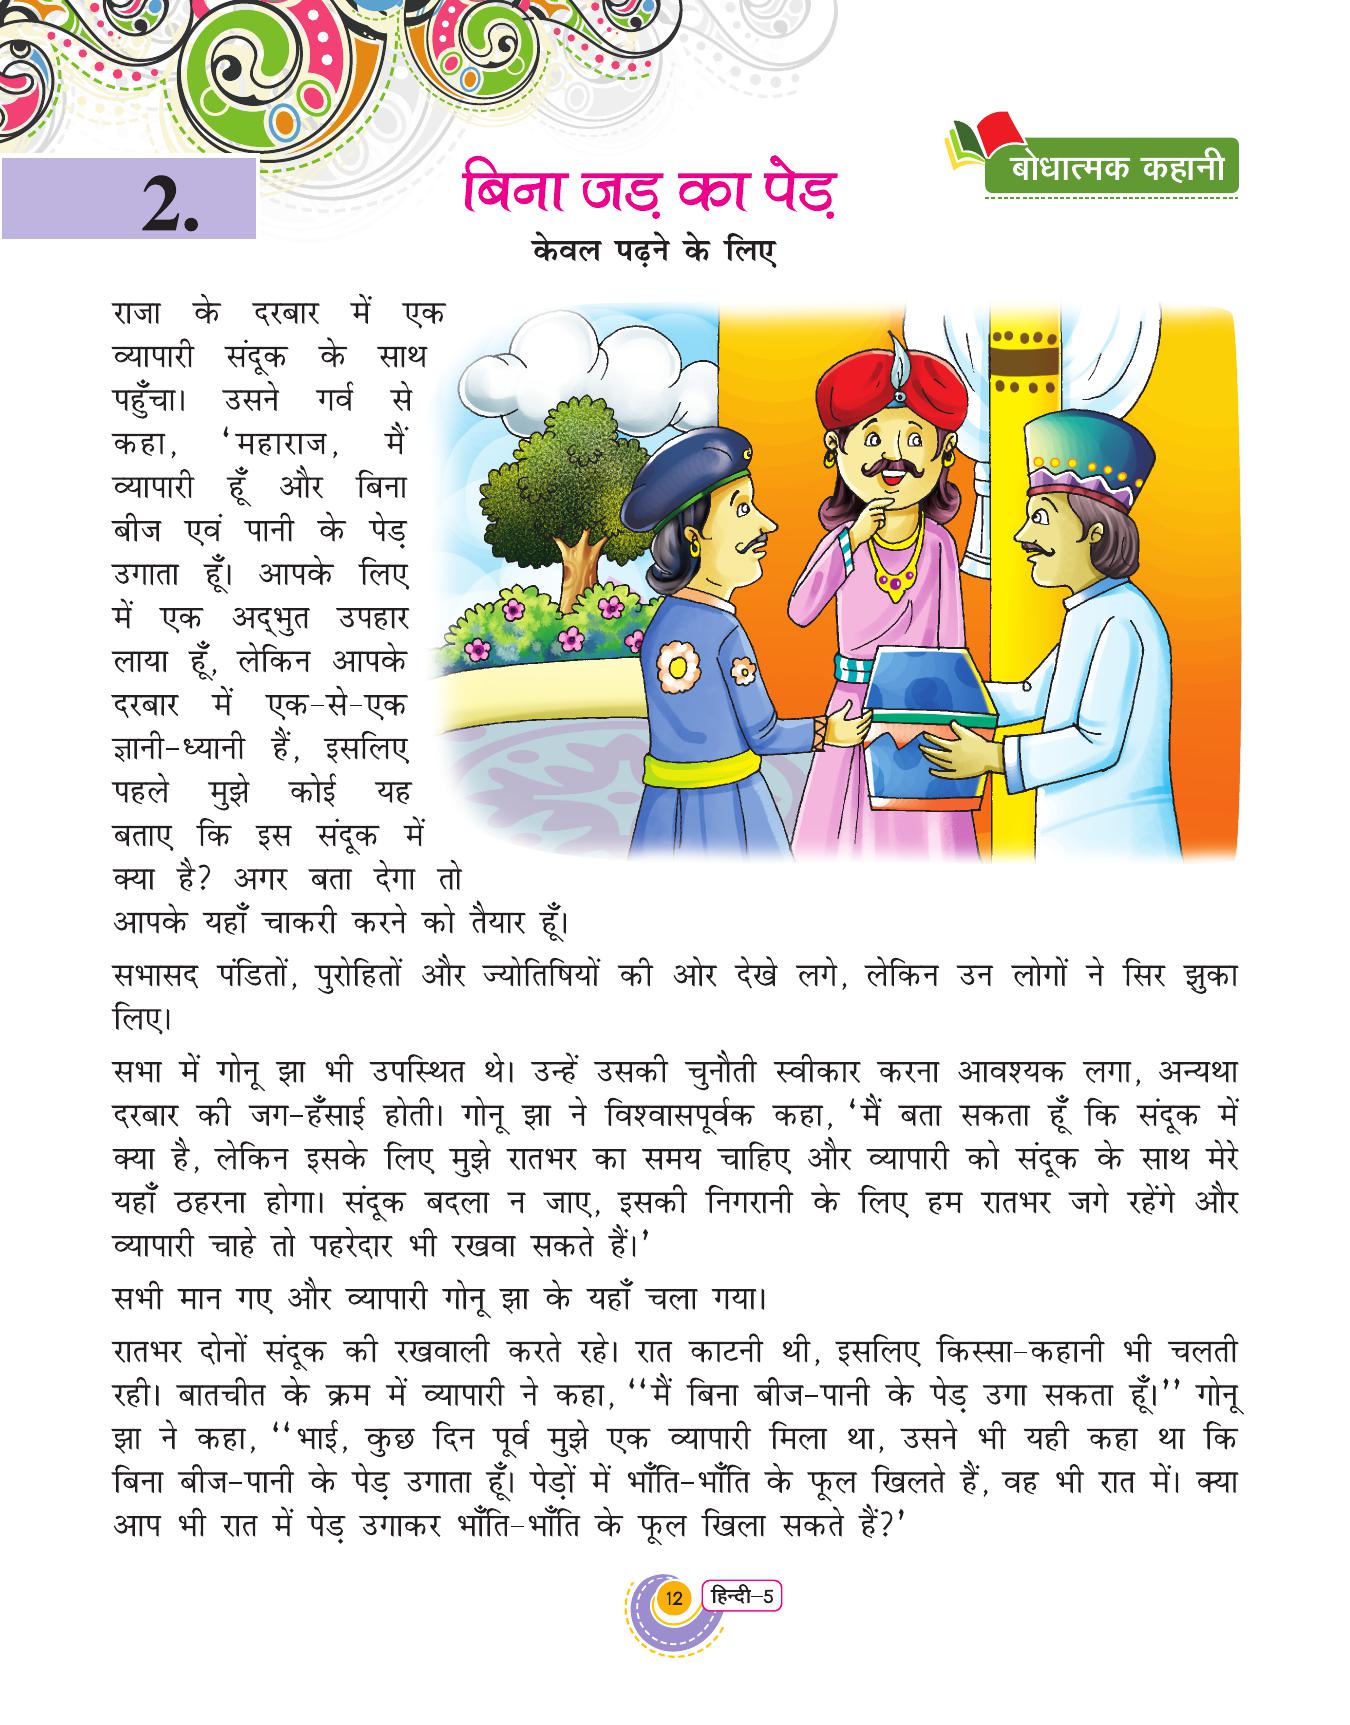 2.
बिना जड़ का पेड़
बोधात्मक कहानी
केवल पढ़ने के लिए
राजा के दरबार में एक
व्यापारी संदूक के साथ
पहुँचा। उसने गर्व से
कहा, ‘महाराज, मैं
व्यापारी हूँ और बिना
बीज एवं पानी के पेड़
उगाता हूँ। आपके लिए
में एक अद्भुत उपहार
लाया हूँ, लेकिन आपके
दरबार में एक-से-एक
ज्ञानी-ध्यानी हैं, इसलिए
पहले मुझे कोई यह
बताए कि इस संदूक में
क्या है? अगर बता देगा तो
आपके यहाँ चाकरी करने को तैयार हूँ।
सभासद पंडितों, पुरोहितों और ज्योतिषियों की ओर देखे लगे, लेकिन उन लोगों ने सिर झुका
लिए।
सभा में गोनू झा भी उपस्थित थे। उन्हें उसकी चुनौती स्वीकार करना आवश्यक लगा, अन्यथा
दरबार की जग-हँसाई होती। गोनू झा ने विश्वासपूर्वक कहा, ‘मैं बता सकता हूँ कि संदूक में
क्या है, लेकिन इसके लिए मुझे रातभर का समय चाहिए और व्यापारी को संदूक के साथ मेरे
यहाँ ठहरना होगा। संदूक बदला न जाए, इसकी निगरानी के लिए हम रातभर जगे रहेंगे और
व्यापारी चाहे तो पहरेदार भी रखवा सकते हैं।’
सभी मान गए और व्यापारी गोनू झा के यहाँ चला गया।
रातभर दोनों संदूक की रखवाली करते रहे। रात काटनी थी, इसलिए किस्सा-कहानी भी चलती
रही। बातचीत के क्रम में व्यापारी ने कहा, ‘‘मैं बिना बीज-पानी के पेड़ उगा सकता हूँ।’’ गोनू
झा ने कहा, ‘‘भाई, कुछ दिन पूर्व मुझे एक व्यापारी मिला था, उसने भी यही कहा था कि
बिना बीज-पानी के पेड़ उगाता हूँ। पेड़ों में भाँति-भाँति के फूल खिलते हैं, वह भी रात में। क्या
आप भी रात में पेड़ उगाकर भाँति-भाँति के फूल खिला सकते हैं?’
12
हिन्दी-5